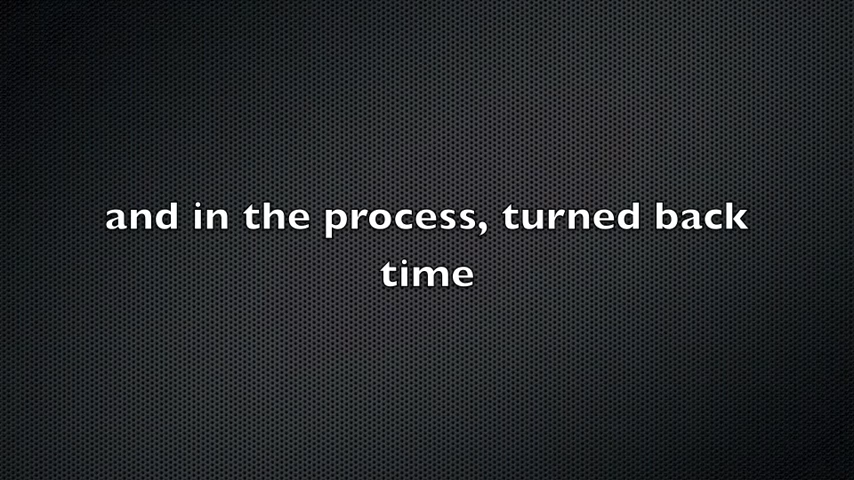 and in the process, turned back
time